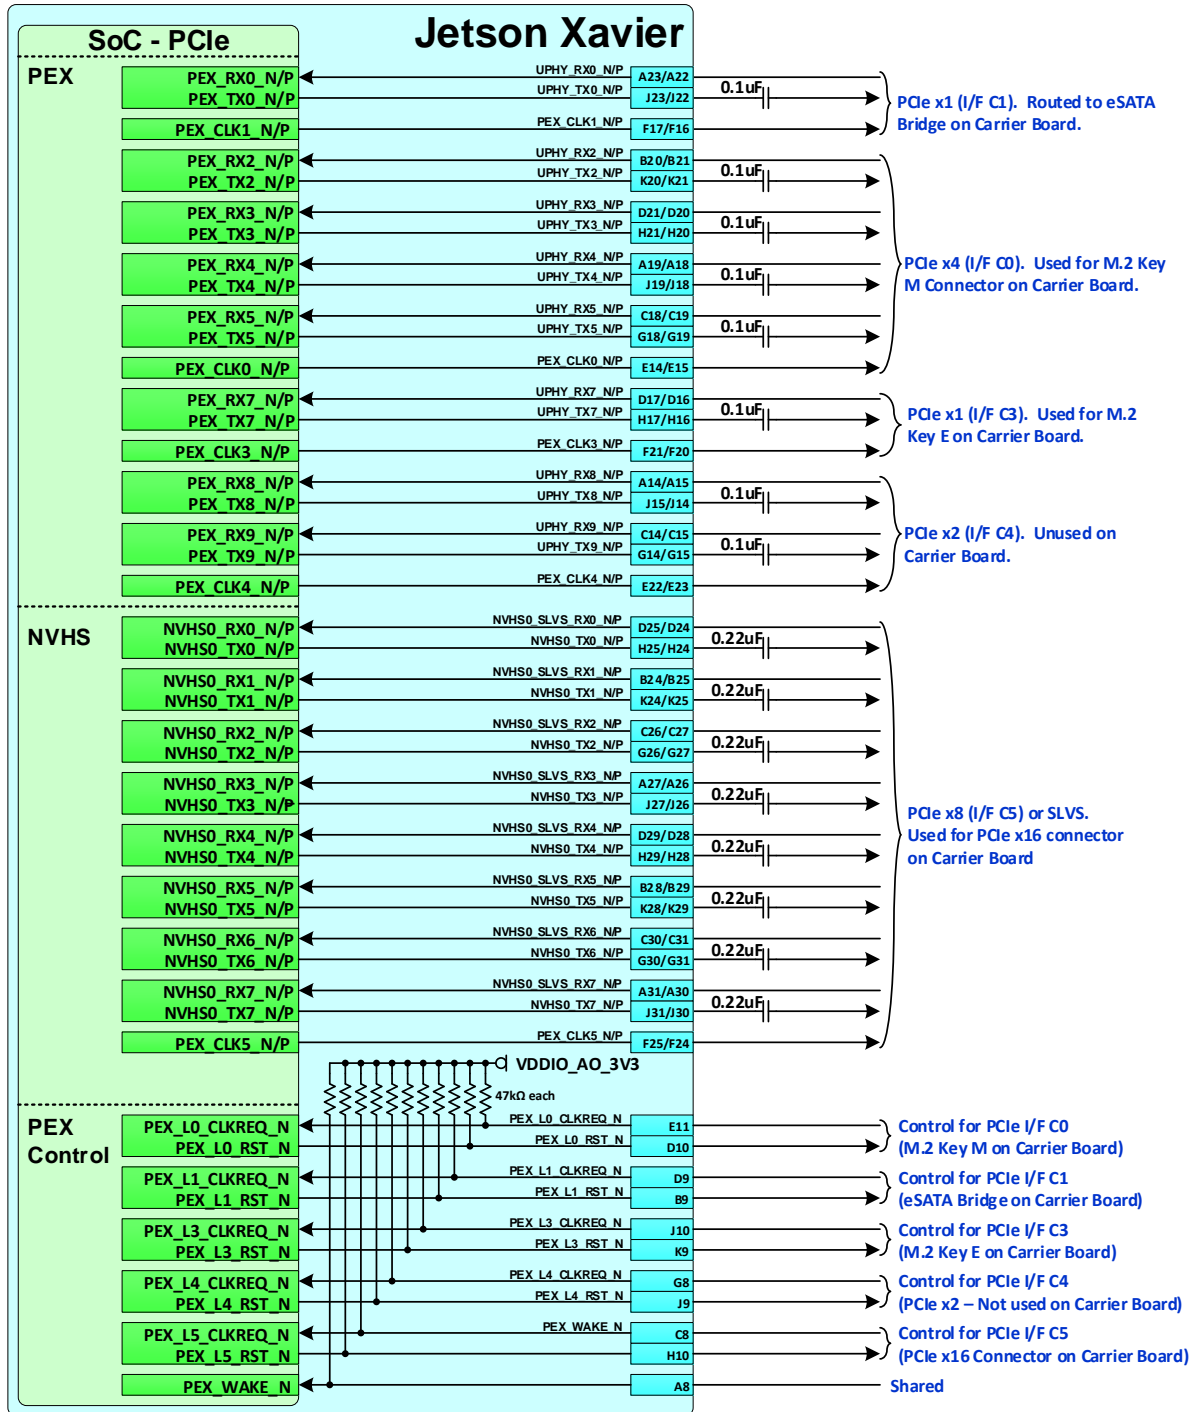 Jetson Xavier
SoC - PCIe
PEX
PEX_RX0_N/P UPHY_RX0_N/P A23/A22
PEX_TX0_N/P UPHY_TX0_N/P J23/J22 0.1uF
PEX_CLK1_N/P PEX_CLK1_N/P F17/F16
PCIe x1 (I/F C1). Routed to eSATA
Bridge on Carrier Board.
PEX_RX2_N/P UPHY_RX2_N/P B20/B21
PEX_TX2_N/P UPHY_TX2_N/P K20/K21 0.1uF
PEX_RX3_N/P UPHY_RX3_N/P D21/D20
PEX_TX3_N/P UPHY_TX3_N/P H21/H20 0.1uF
PEX_RX4_N/P UPHY_RX4_N/P A19/A18
PEX_TX4_N/P UPHY_TX4_N/P J19/J18 0.1uF
PEX_RX5_N/P UPHY_RX5_N/P C18/C19
PEX_TX5_N/P UPHY_TX5_N/P G18/G19 0.1uF
PEX_CLK0_N/P PEX_CLK0_N/P E14/E15
PCIe x4 (I/F C0). Used for M.2 Key
M Connector on Carrier Board.
PEX_RX7_N/P UPHY_RX7_N/P D17/D16
PEX_TX7_N/P UPHY_TX7_N/P H17/H16 0.1uF
PEX_CLK3_N/P PEX_CLK3_N/P F21/F20
PCIe x1 (I/F C3). Used for M.2
Key E on Carrier Board.
PEX_RX8_N/P UPHY_RX8_N/P A14/A15
PEX_TX8_N/P UPHY_TX8_N/P J15/J14 0.1uF
PEX_RX9_N/P UPHY_RX9_N/P C14/C15
PEX_TX9_N/P UPHY_TX9_N/P G14/G15 0.1uF
PEX_CLK4_N/P PEX_CLK4_N/P E22/E23
PCIe x2 (I/F C4). Unused on
Carrier Board.
NVHS
NVHS0_RX0_N/P NVHS0_SLVS_RX0_N/P D25/D24
NVHS0_TX0_N/P NVHS0_TX0_N/P H25/H24 0.22uF
NVHS0_RX1_N/P NVHS0_SLVS_RX1_N/P B24/B25
NVHS0_TX1_N/P NVHS0_TX1_N/P K24/K25 0.22uF
NVHS0_RX2_N/P NVHS0_SLVS_RX2_N/P C26/C27
NVHS0_TX2_N/P NVHS0_TX2_N/P G26/G27 0.22uF
NVHS0_RX3_N/P NVHS0_SLVS_RX3_N/P A27/A26
NVHS0_TX3_N/P NVHS0_TX3_N/P J27/J26 0.22uF
NVHS0_RX4_N/P NVHS0_SLVS_RX4_N/P D29/D28
NVHS0_TX4_N/P NVHS0_TX4_N/P H29/H28 0.22uF
NVHS0_RX5_N/P NVHS0_SLVS_RX5_N/P B28/B29
NVHS0_TX5_N/P NVHS0_TX5_N/P K28/K29 0.22uF
NVHS0_RX6_N/P NVHS0_SLVS_RX6_N/P C30/C31
NVHS0_TX6_N/P NVHS0_TX6_N/P G30/G31 0.22uF
NVHS0_RX7_N/P NVHS0_SLVS_RX7_N/P A31/A30
NVHS0_TX7_N/P NVHS0_TX7_N/P J31/J30 0.22uF
PEX_CLK5_N/P PEX_CLK5_N/P F25/F24
PCIe x8 (I/F C5) or SLVS.
Used for PCIe x16 connector
on Carrier Board
VDDIO_AO_3V3
47kΩ each
PEX
Control
PEX_L0_CLKREQ_N PEX_L0_CLKREQ_N E11
PEX_L0_RST_N PEX_L0_RST_N D10
Control for PCIe I/F C0
(M.2 Key M on Carrier Board)
PEX_L1_CLKREQ_N PEX_L1_CLKREQ_N D9
PEX_L1_RST_N PEX_L1_RST_N B9
Control for PCIe I/F C1
(eSATA Bridge on Carrier Board)
PEX_L3_CLKREQ_N PEX_L3_CLKREQ_N J10
PEX_L3_RST_N PEX_L3_RST_N K9
Control for PCIe I/F C3
(M.2 Key E on Carrier Board)
PEX_L4_CLKREQ_N PEX_L4_CLKREQ_N G8
PEX_L4_RST_N PEX_L4_RST_N J9
Control for PCIe I/F C4
(PCIe x2 – Not used on Carrier Board)
PEX_L5_CLKREQ_N PEX_WAKE_N C8
PEX_L5_RST_N H10
Control for PCIe I/F C5
(PCIe x16 Connector on Carrier Board)
PEX_WAKE_N A8 Shared